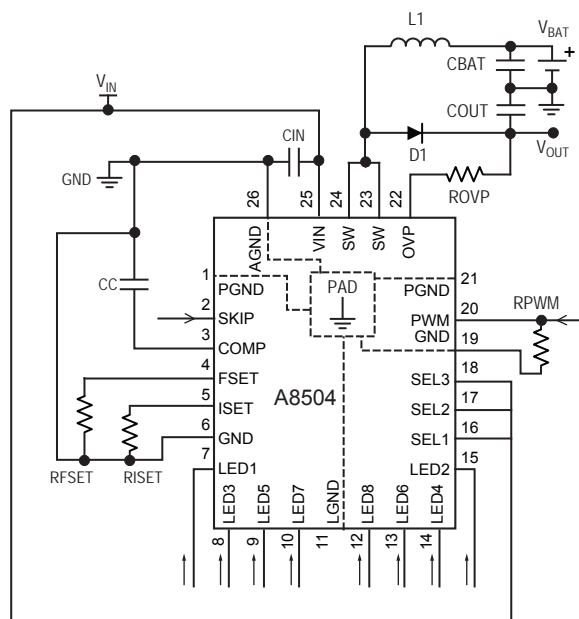 L1
V_BAT
CBAT
+
V_IN
COUT
CIN
D1
V_OUT
GND
ROVP
26
25
24
23
22
AGND
VIN
SW
SW
OVP
1
PGND
PAD
PGND
21
CC
2
SKIP
PWM
20
RPWM
3
COMP
GND
19
4
FSET
SEL3
18
A8504
5
ISET
SEL2
17
6
GND
SEL1
16
7
LED1
LED2
15
RFSET
RISET
LED3
LED5
LED7
LGND
LED8
LED6
LED4
8
9
10
11
12
13
14